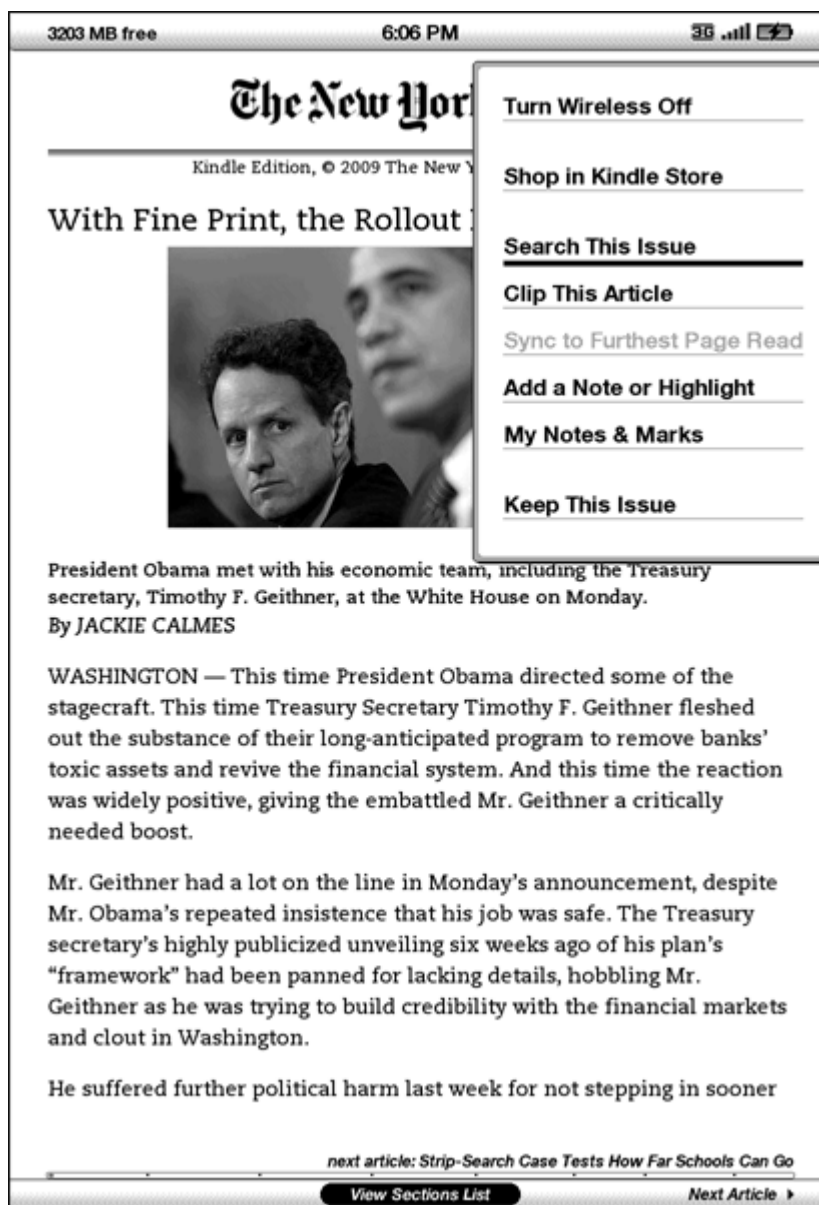 3203 MB free 6:06 PM 3G
The New Yor
Kindle Edition, © 2009 The New Y
With Fine Print, the Rollout
Turn Wireless Off
Shop in Kindle Store
Search This Issue
Clip This Article
Sync to Furthest Page Read
Add a Note or Highlight
My Notes & Marks
Keep This Issue
President Obama met with his economic team, including the Treasury
secretary, Timothy F. Geithner, at the White House on Monday.
By JACKIE CALMES
WASHINGTON — This time President Obama directed some of the
stagecraft. This time Treasury Secretary Timothy F. Geithner fleshed
out the substance of their long-anticipated program to remove banks’
toxic assets and revive the financial system. And this time the reaction
was widely positive, giving the embattled Mr. Geithner a critically
needed boost.
Mr. Geithner had a lot on the line in Monday’s announcement, despite
Mr. Obama’s repeated insistence that his job was safe. The Treasury
secretary’s highly publicized unveiling six weeks ago of his plan’s
“framework” had been panned for lacking details, hobbling Mr.
Geithner as he was trying to build credibility with the financial markets
and clout in Washington.
He suffered further political harm last week for not stepping in sooner
next article: Strip-Search Case Tests How Far Schools Can Go
View Sections List Next Article